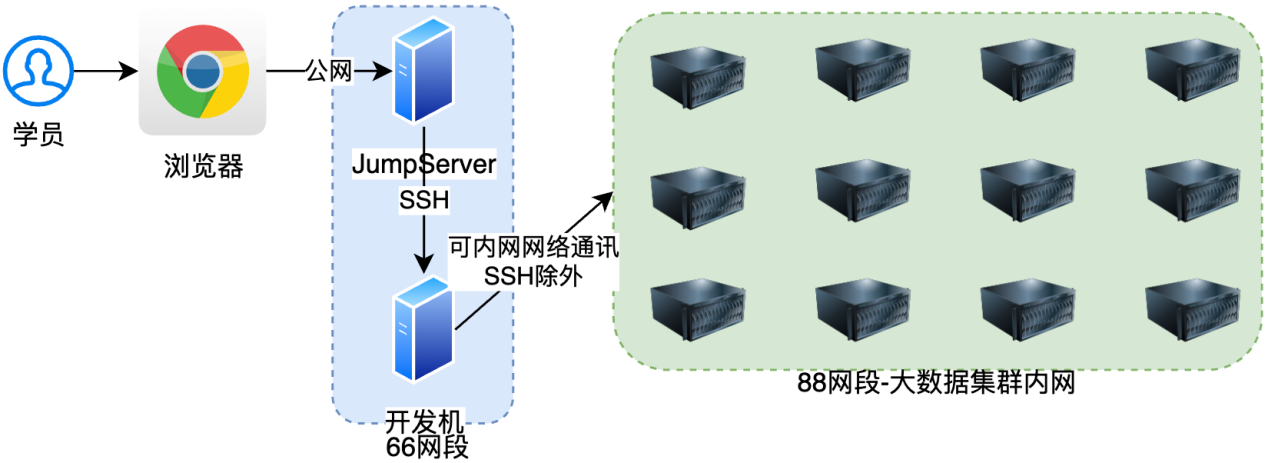 学员
浏览器
公网
JumpServer
SSH
可内网网络通讯
SSH除外
开发机
66网段
88网段-大数据集群内网